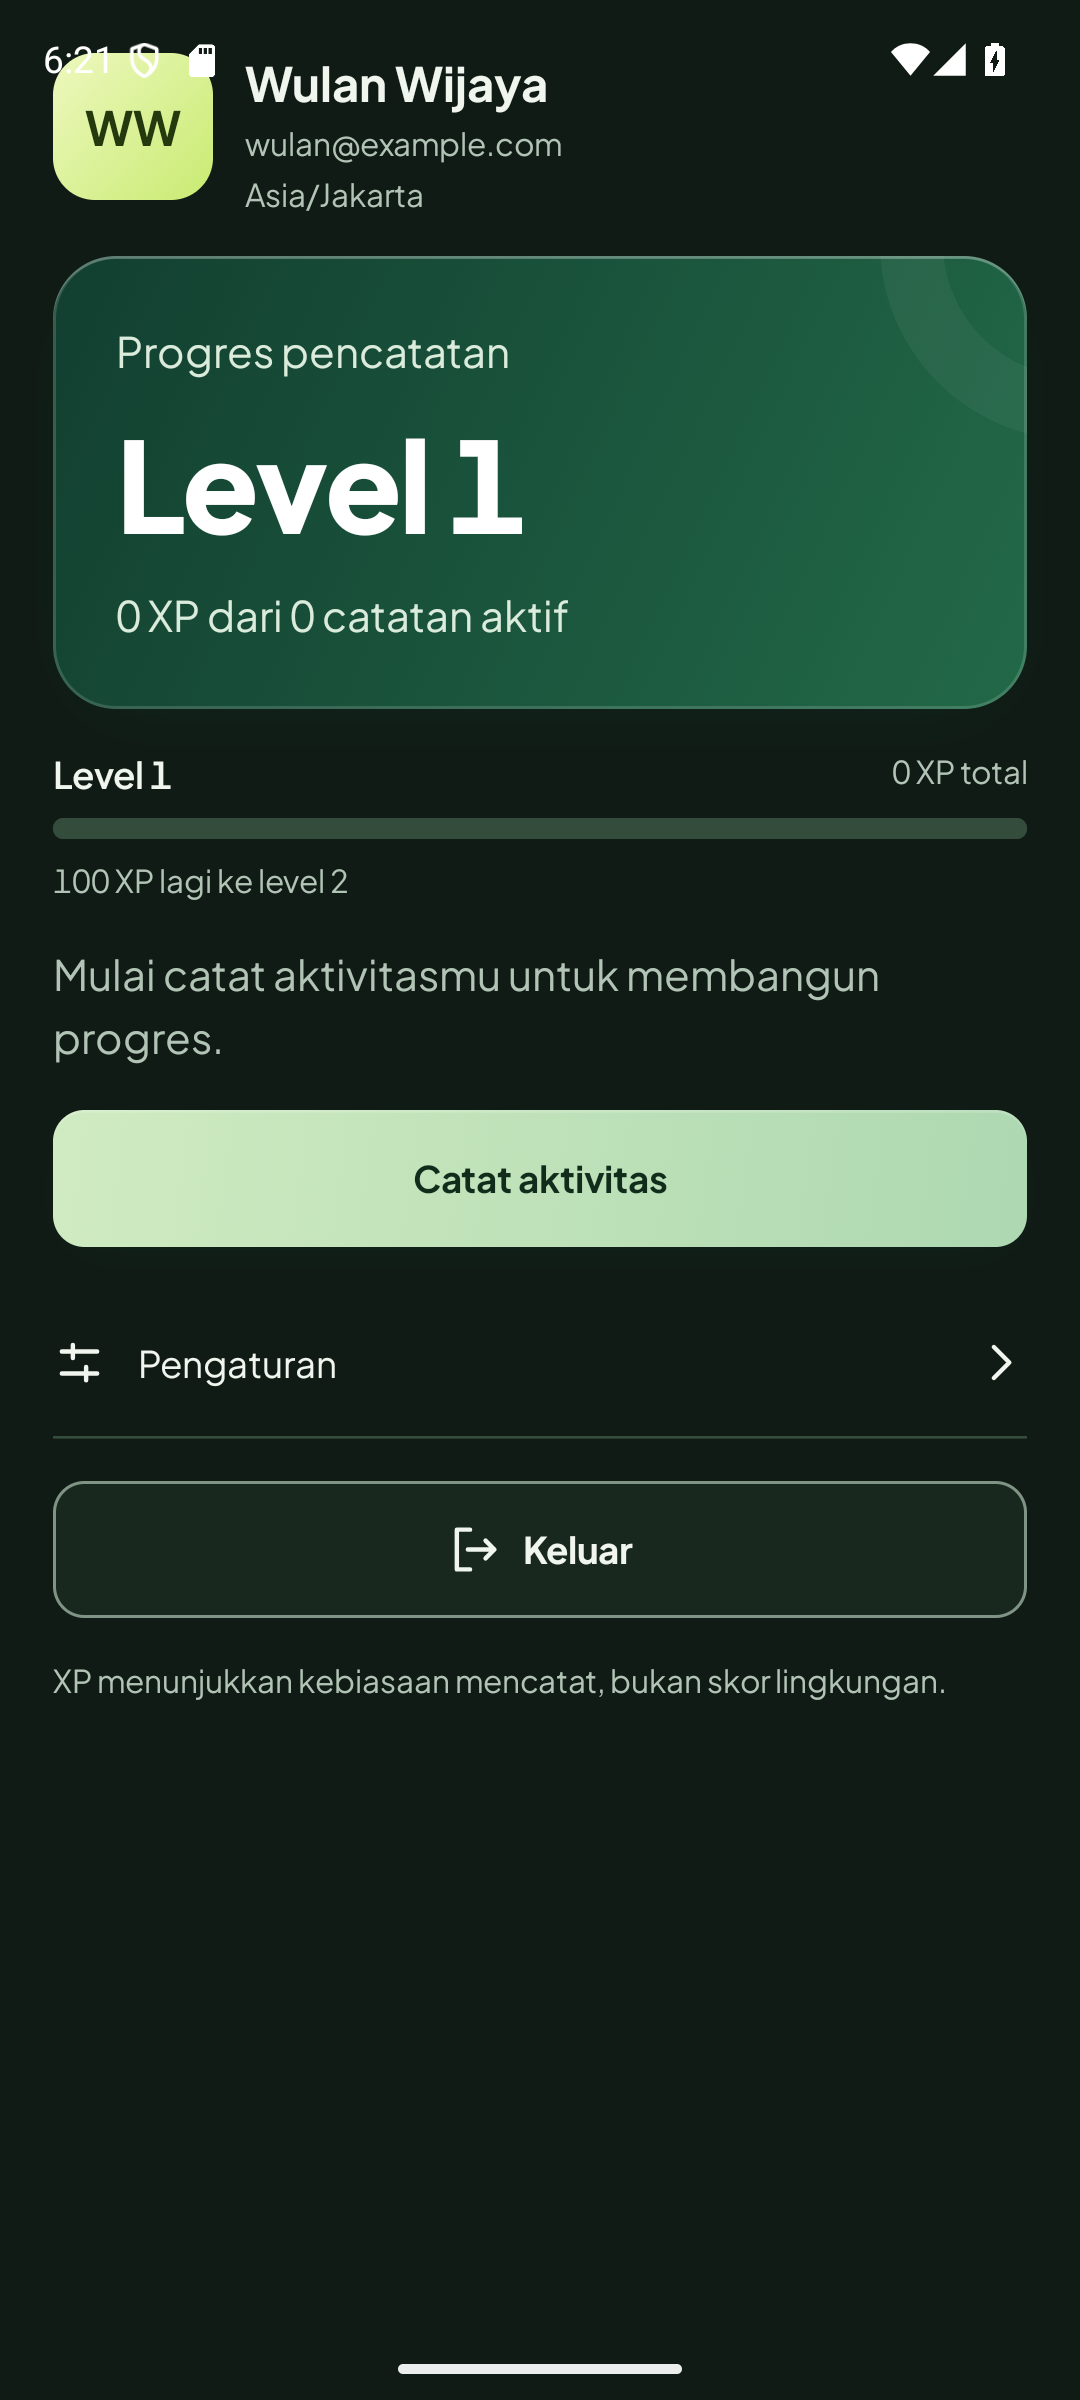 6:21
WW
Wulan Wijaya
wulan@example.com
Asia/Jakarta
Progres pencatatan
Level 1
0 XP dari 0 catatan aktif
Level 1
0 XP total
100 XP lagi ke level 2
Mulai catat aktivitasmu untuk membangun
progres.
Catat aktivitas
Pengaturan
Keluar
XP menunjukkan kebiasaan mencatat, bukan skor lingkungan.